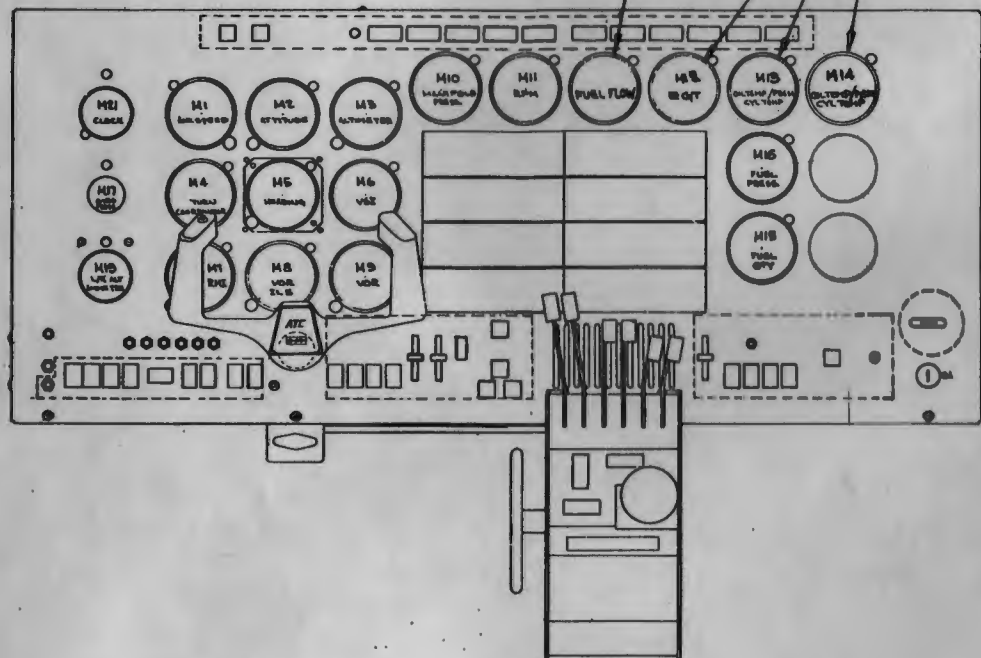 M10
MANIFOLD
PRESS.
M11
RPM
FUEL FLOW
M12
EGT
M13
OIL TEMP/PRESS
CYL TEMP
M14
OIL TEMP/PRESS
CYL TEMP
M21
CLOCK
M1
AIRSPEED
M2
ATTITUDE
M3
ALTIMETER
M17
M4
TURN
COORDINATOR
M5
HEADING
M6
VSI
M16
FUEL
PRESS.
M7
RMI
M8
VOR
ILS
M9
VOR
FUEL
QTY
ATC